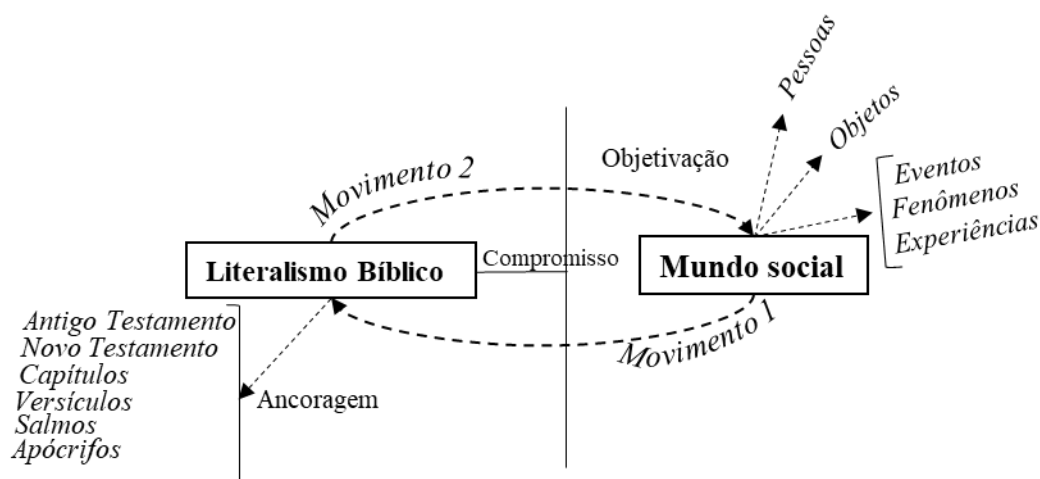 Pessoas
Objetos
Objetivação
Eventos
Fenômenos
Experiências
Movimento 2
Literalismo Bíblico
Compromisso
Mundo social
Movimento 1
Antigo Testamento
Novo Testamento
Capítulos
Versículos
Salmos
Apócrifos
Ancoragem